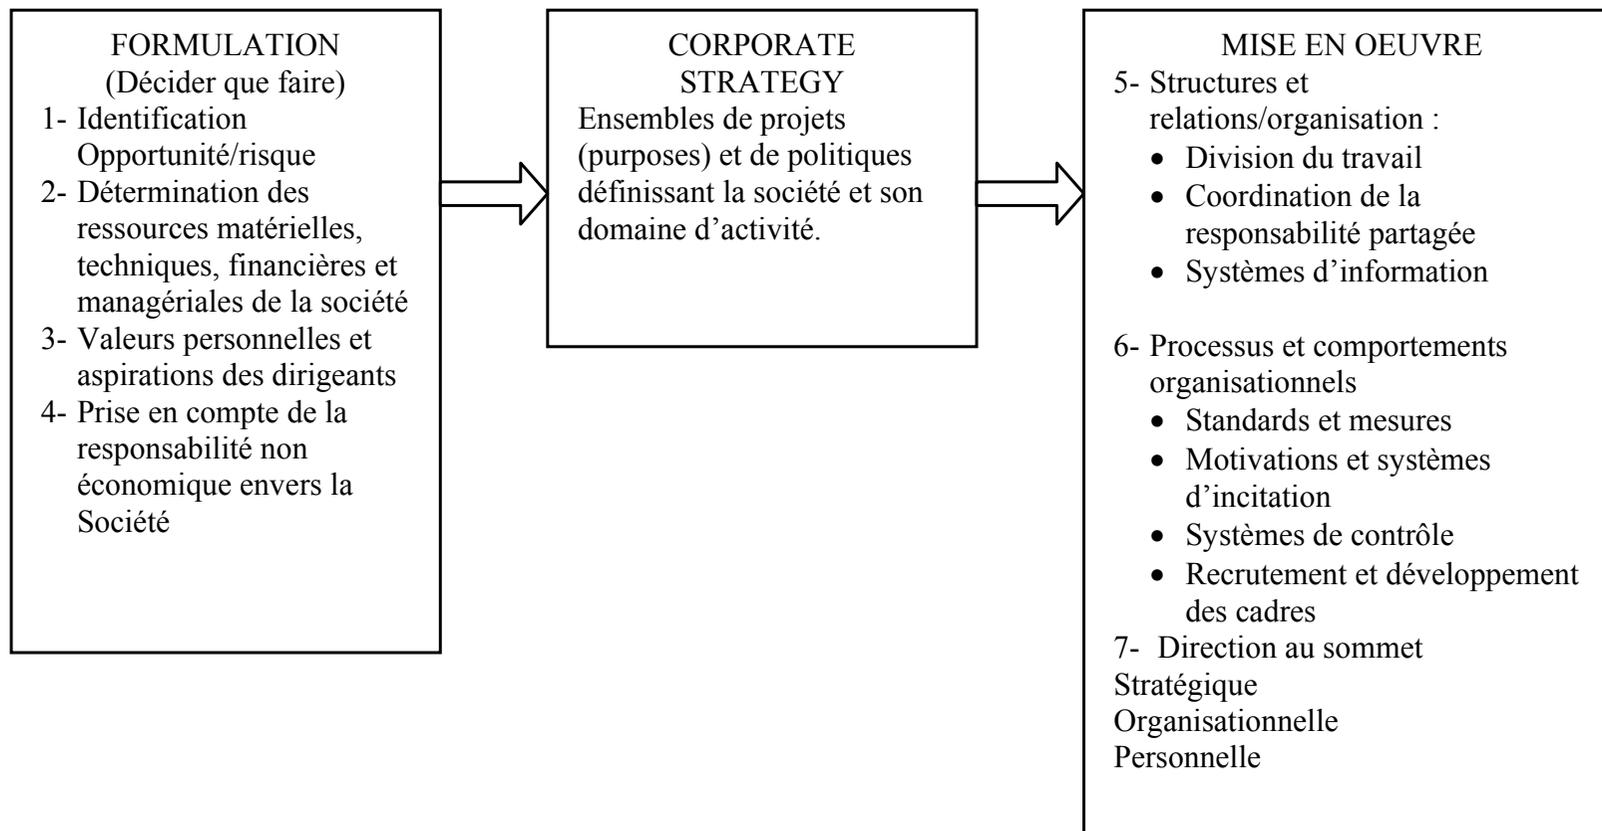 FORMULATION
(Décider que faire)
1- Identification
Opportunité/risque
2- Détermination des
ressources matérielles,
techniques, financières et
managériales de la société
3- Valeurs personnelles et
aspirations des dirigeants
4- Prise en compte de la
responsabilité non
économique envers la
Société
CORPORATE
STRATEGY
Ensembles de projets
(purposes) et de politiques
définissant la société et son
domaine d’activité.
MISE EN OEUVRE
5- Structures et
relations/organisation :
• Division du travail
• Coordination de la
responsabilité partagée
• Systèmes d’information
6- Processus et comportements
organisationnels
• Standards et mesures
• Motivations et systèmes
d’incitation
• Systèmes de contrôle
• Recrutement et développement
des cadres
7- Direction au sommet
Stratégique
Organisationnelle
Personnelle